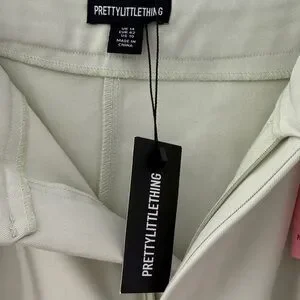 PRETTYLITTLETHING
UK 14
EUR 42
US 10
MADE IN
CHINA
PRETTYLITTLETHING